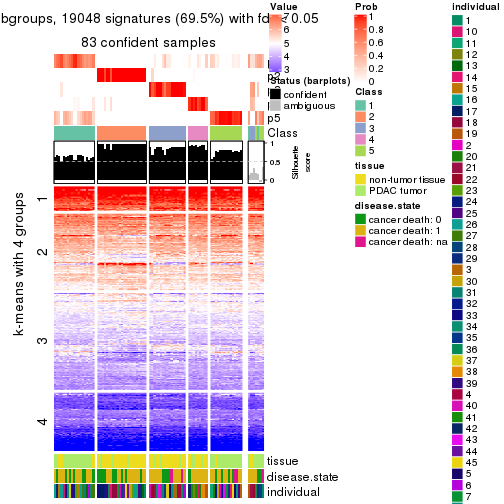 bgroups, 19048 signatures (69.5%) with fdr < 0.05
83 confident samples
p5
Class
1
0.5
0
Silhouette
score
k-means with 4 groups
1
2
3
4
tissue
disease.state
individual
Value
7
6
5
4
3
Status (barplots)
confident
ambiguous
Prob
1
0.8
0.6
0.4
0.2
0
Class
1
2
3
4
5
tissue
non-tumor tissue
PDAC tumor
disease.state
cancer death: 0
cancer death: 1
cancer death: na
individual
1
10
11
12
13
14
15
16
17
18
19
2
20
21
22
23
24
25
26
27
28
29
3
30
31
32
33
34
35
36
37
38
39
4
40
41
42
43
44
45
5
6
7